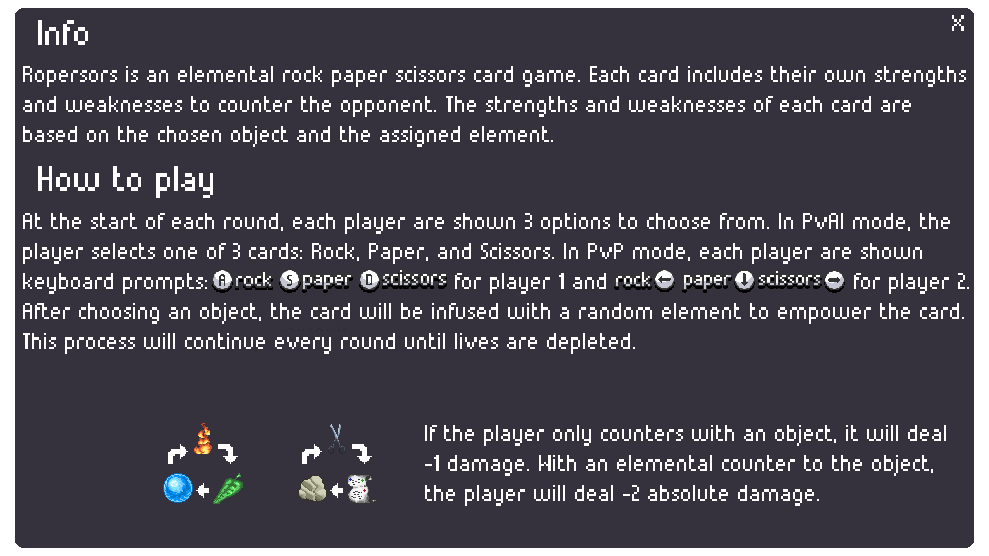 Info
X
Ropersors is an elemental rock paper scissors card game. Each card includes their own strengths
and weaknesses to counter the opponent. The strengths and weaknesses of each card are
based on the chosen object and the assigned element.
How to play
At the start of each round, each player are shown 3 options to choose from. In PvAI mode, the
player selects one of 3 cards: Rock, Paper, and Scissors. In PvP mode, each player are shown
keyboard prompts: A rock S paper D scissors for player 1 and rock ← paper ↓ scissors → for player 2.
After choosing an object, the card will be infused with a random element to empower the card.
This process will continue every round until lives are depleted.
If the player only counters with an object, it will deal
-1 damage. With an elemental counter to the object,
the player will deal -2 absolute damage.